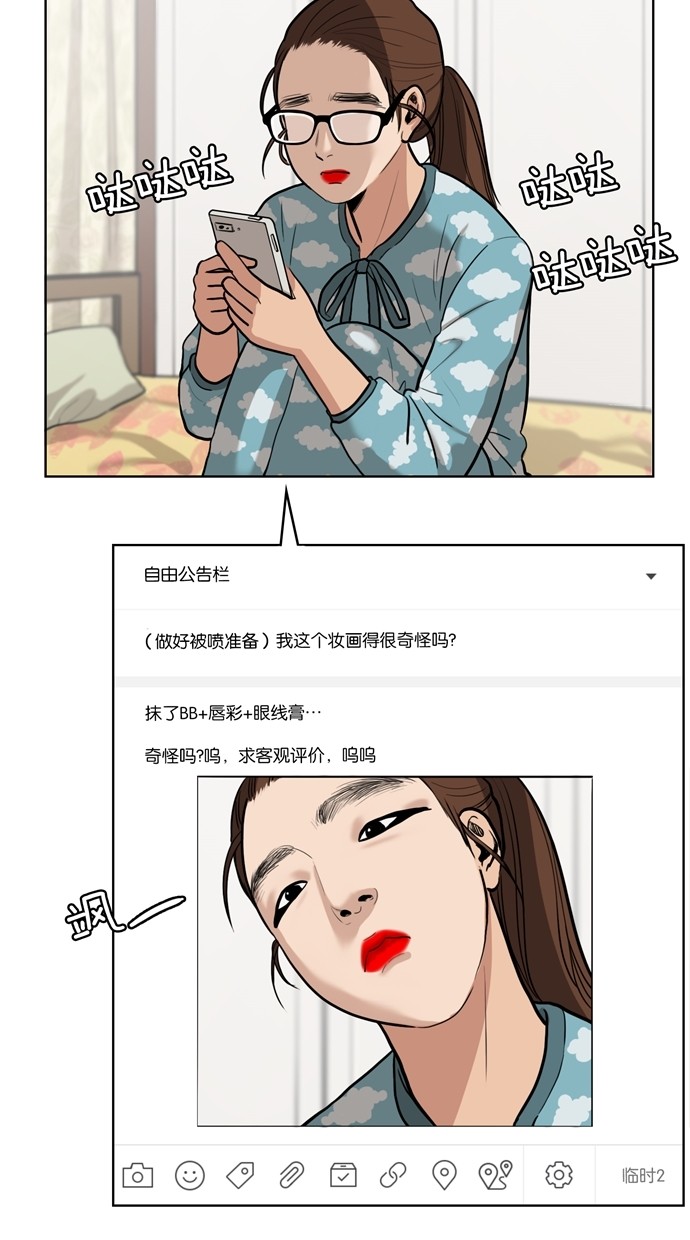 哒哒哒
哒哒
哒哒哒
自由公告栏
（做好被喷准备）我这个妆画得很奇怪吗?
抹了BB+唇彩+眼线膏…
奇怪吗?呜，求客观评价，呜呜
飒一
临时2